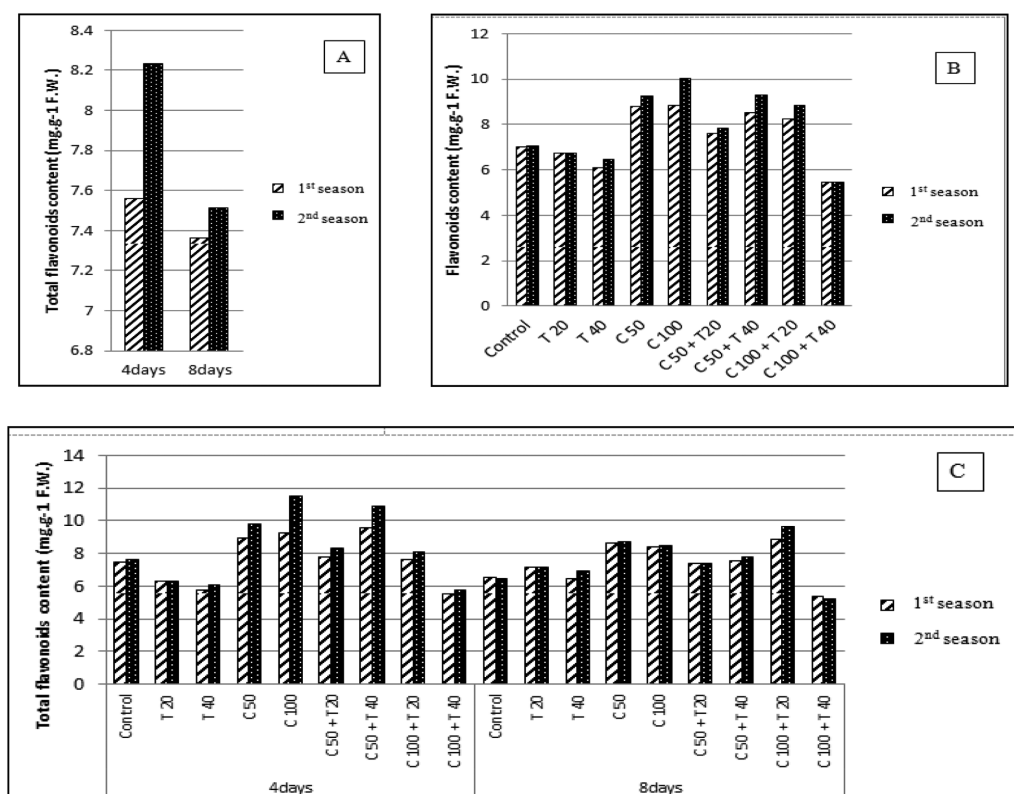 A
Total flavonoids content (mg.g-1 F.W.)
8.4
8.2
8
7.8
7.6
7.4
7.2
7
6.8
4days 8days
1st season
2nd season
B
Flavonoids content (mg.g-1 F.W.)
12
10
8
6
4
2
0
Control
T 20
T 40
C 50
C 100
C 50 + T20
C 50 + T 40
C 100 + T 20
C 100 + T 40
1st season
2nd season
C
Total flavonoids content (mg.g-1 F.W.)
14
12
10
8
6
4
2
0
Control
T 20
T 40
C 50
C 100
C 50 + T20
C 50 + T 40
C 100 + T 20
C 100 + T 40
Control
T 20
T 40
C 50
C 100
C 50 + T20
C 50 + T 40
C 100 + T 20
C 100 + T 40
4days 8days
1st season
2nd season